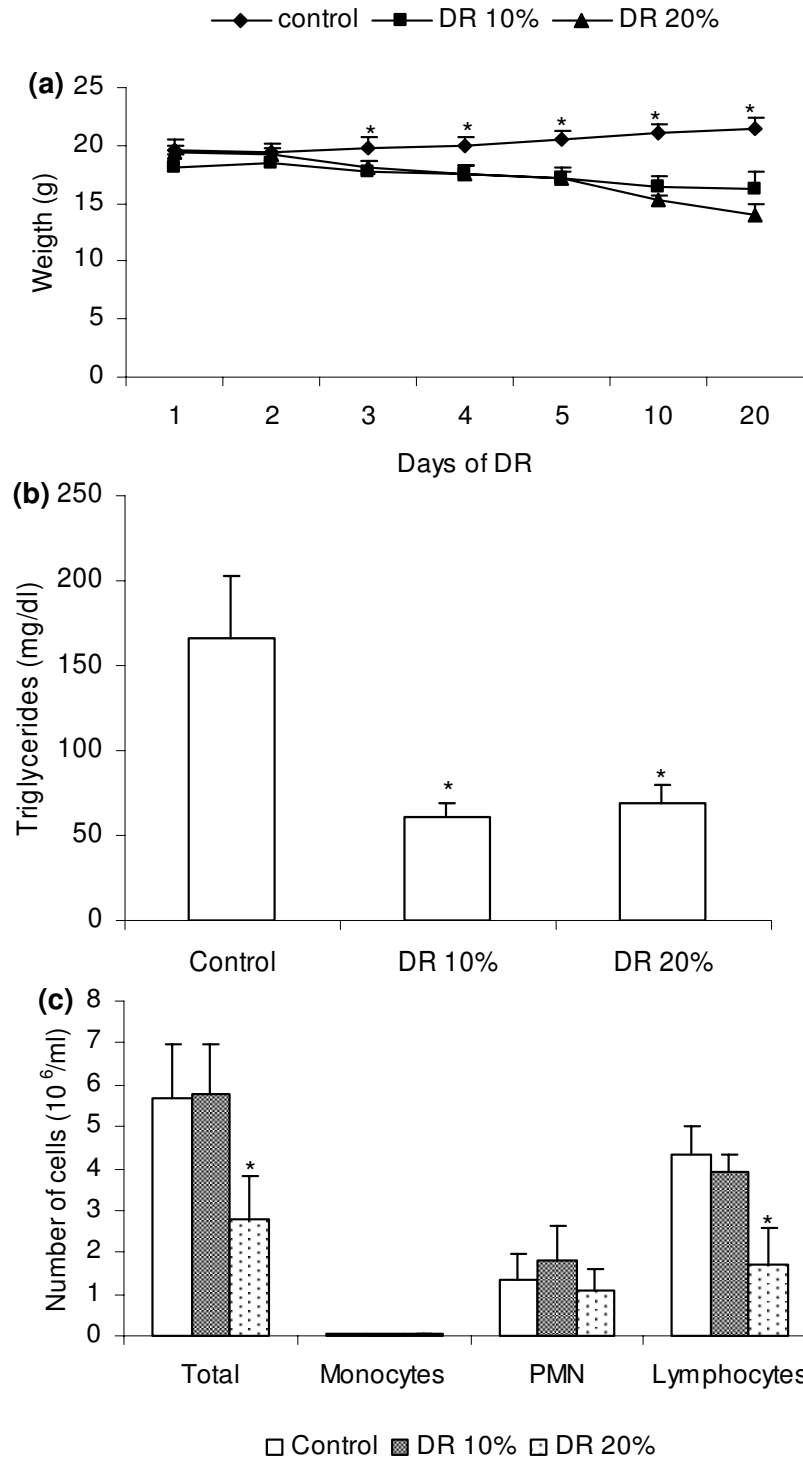 control DR 10% DR 20%
(a)
25
20
15
10
5
0
Weigth (g)
* * * * *
1 2 3 4 5 10 20
Days of DR
(b)
250
200
150
100
50
0
Triglycerides (mg/dl)
* *
Control DR 10% DR 20%
(c)
8
7
6
5
4
3
2
1
0
Number of cells (10^6/ml)
* *
Total Monocytes PMN Lymphocytes
Control DR 10% DR 20%